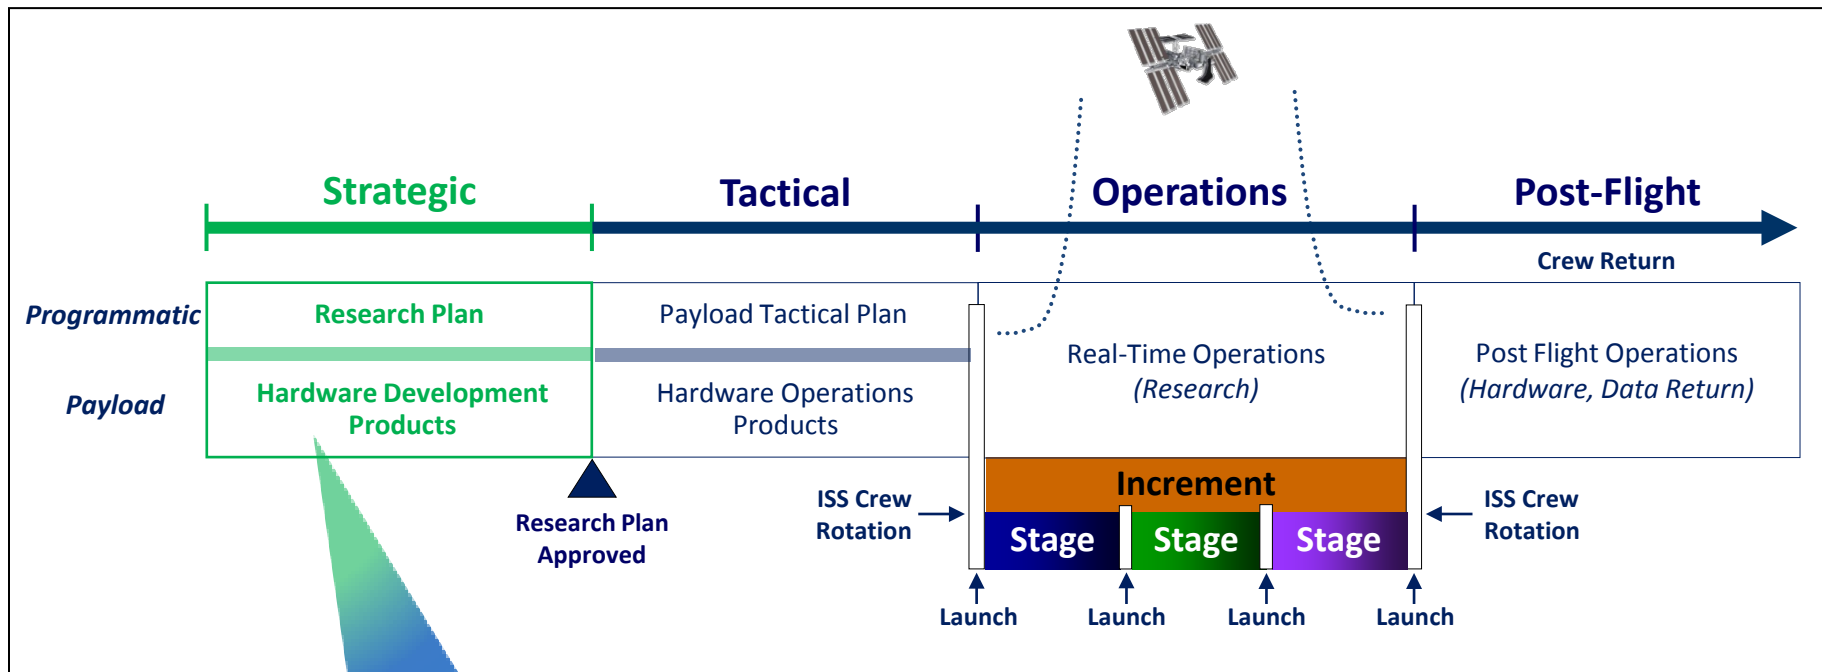 Strategic
Tactical
Operations
Post-Flight
Crew Return
Programmatic
Research Plan
Payload Tactical Plan
Real-Time Operations
(Research)
Post Flight Operations
(Hardware, Data Return)
Payload
Hardware Development
Products
Hardware Operations
Products
Research Plan
Approved
ISS Crew
Rotation
Increment
Stage
Stage
Stage
ISS Crew
Rotation
Launch
Launch
Launch
Launch